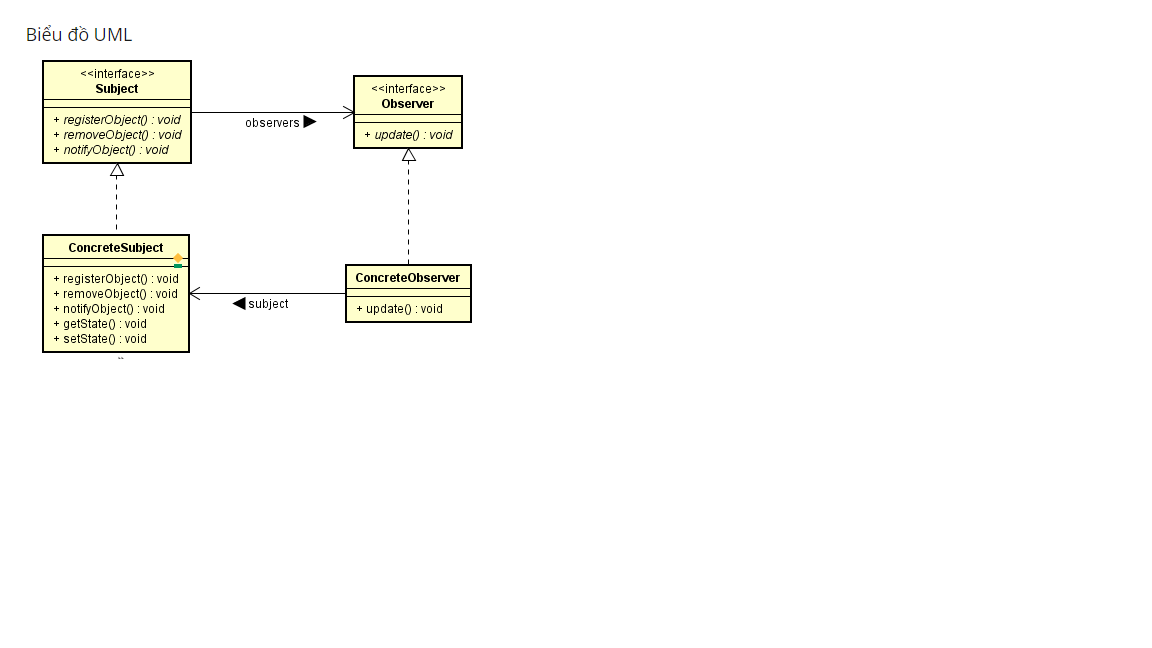 Biểu đồ UML
<<interface>>
Subject
+ registerObject() : void
+ removeObject() : void
+ notifyObject() : void
observers
<<interface>>
Observer
+ update() : void
ConcreteSubject
+ registerObject() : void
+ removeObject() : void
+ notifyObject() : void
+ getState() : void
+ setState() : void
subject
ConcreteObserver
+ update() : void